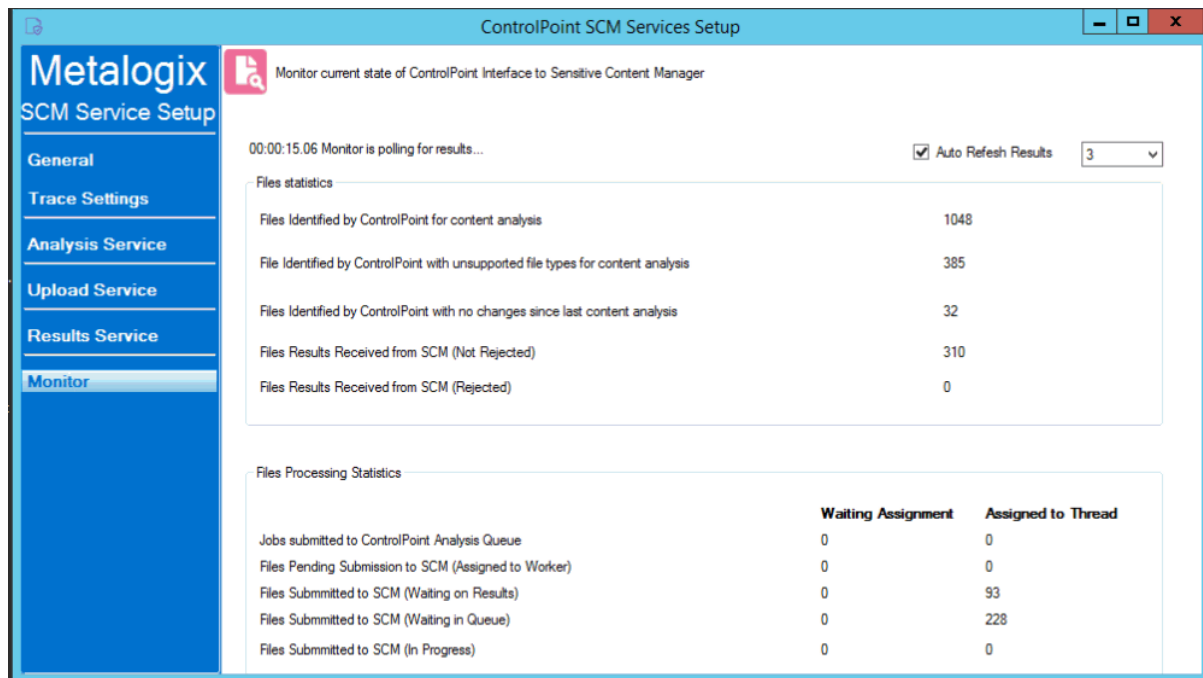 ControlPoint SCM Services Setup
Metalogix
SCM Service Setup
General
Trace Settings
Analysis Service
Upload Service
Results Service
Monitor
Monitor current state of ControlPoint Interface to Sensitive Content Manager
00:00:15.06 Monitor is polling for results... Auto Refesh Results 3
Files statistics
Files Identified by ControlPoint for content analysis 1048
File Identified by ControlPoint with unsupported file types for content analysis 385
Files Identified by ControlPoint with no changes since last content analysis 32
Files Results Received from SCM (Not Rejected) 310
Files Results Received from SCM (Rejected) 0
Files Processing Statistics
Waiting Assignment Assigned to Thread
Jobs submitted to ControlPoint Analysis Queue 0 0
Files Pending Submission to SCM (Assigned to Worker) 0 0
Files Submmitted to SCM (Waiting on Results) 0 93
Files Submmitted to SCM (Waiting in Queue) 0 228
Files Submmitted to SCM (In Progress) 0 0